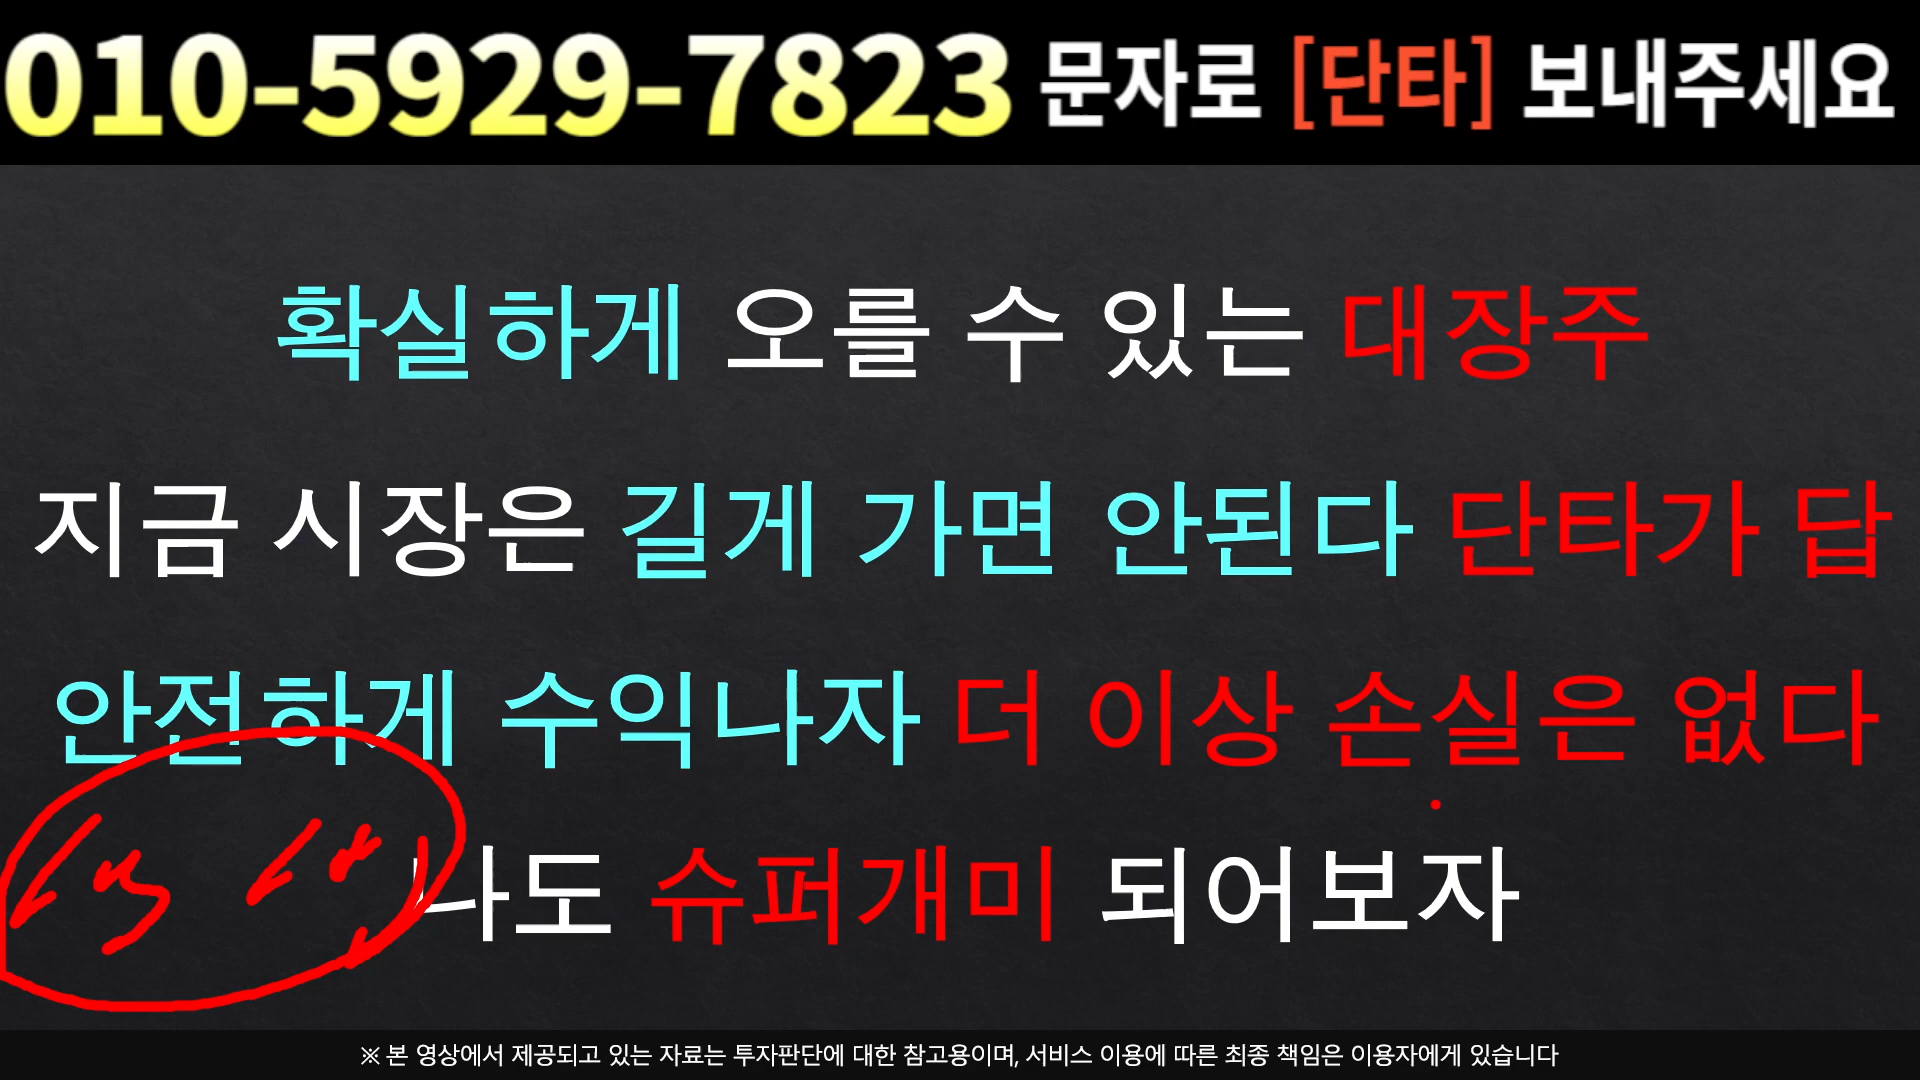 010-5929-7823 문자로 [단타] 보내주세요
확실하게 오를 수 있는 대장주
지금 시장은 길게 가면 안된다 단타가 답
안전하게 수익나자 더 이상 손실은 없다
나도 슈퍼개미 되어보자
※ 본 영상에서 제공되고 있는 자료는 투자판단에 대한 참고용이며, 서비스 이용에 따른 최종 책임은 이용자에게 있습니다